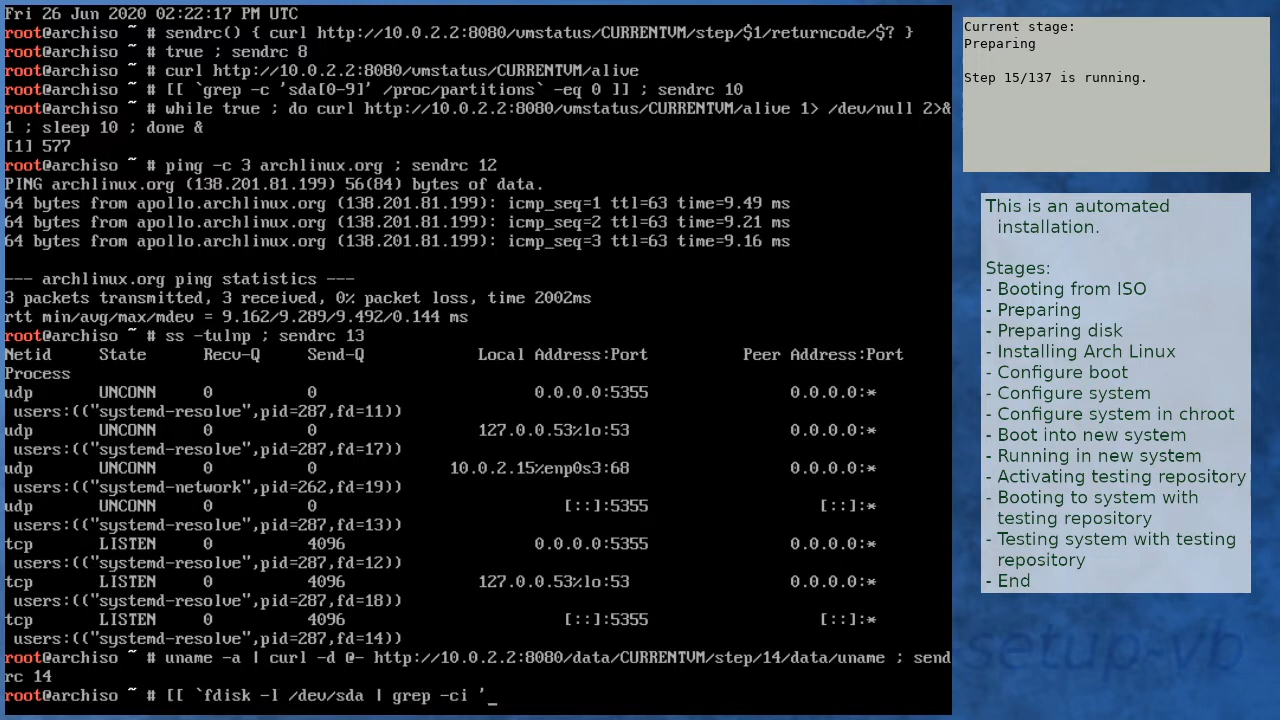 Fri 26 Jun 2020 02:22:17 PM UTC
root@archiso ~ # sendrc() { curl http://10.0.2.2:8080/vmstatus/CURRENTVM/step/$1/returncode/$? }
root@archiso ~ # true ; sendrc 8
root@archiso ~ # curl http://10.0.2.2:8080/vmstatus/CURRENTVM/alive
root@archiso ~ # [[ `grep -c 'sda[0-9]' /proc/partitions` -eq 0 ]] ; sendrc 10
root@archiso ~ # while true ; do curl http://10.0.2.2:8080/vmstatus/CURRENTVM/alive 1> /dev/null 2>&
1 ; sleep 10 ; done &
[1] 577
root@archiso ~ # ping -c 3 archlinux.org ; sendrc 12
PING archlinux.org (138.201.81.199) 56(84) bytes of data.
64 bytes from apollo.archlinux.org (138.201.81.199): icmp_seq=1 ttl=63 time=9.49 ms
64 bytes from apollo.archlinux.org (138.201.81.199): icmp_seq=2 ttl=63 time=9.21 ms
64 bytes from apollo.archlinux.org (138.201.81.199): icmp_seq=3 ttl=63 time=9.16 ms
--- archlinux.org ping statistics ---
3 packets transmitted, 3 received, 0% packet loss, time 2002ms
rtt min/avg/max/mdev = 9.162/9.289/9.492/0.144 ms
root@archiso ~ # ss -tulnp ; sendrc 13
Netid State Recv-Q Send-Q Local Address:Port Peer Address:Port
Process
udp UNCONN 0 0 0.0.0.0:5355 0.0.0.0:*
users:(("systemd-resolve",pid=287,fd=11))
udp UNCONN 0 0 127.0.0.53%lo:53 0.0.0.0:*
users:(("systemd-resolve",pid=287,fd=17))
udp UNCONN 0 0 10.0.2.15%enp0s3:68 0.0.0.0:*
users:(("systemd-network",pid=262,fd=19))
udp UNCONN 0 0 [::]:5355 [::]:*
users:(("systemd-resolve",pid=287,fd=13))
tcp LISTEN 0 4096 0.0.0.0:5355 0.0.0.0:*
users:(("systemd-resolve",pid=287,fd=12))
tcp LISTEN 0 4096 127.0.0.53%lo:53 0.0.0.0:*
users:(("systemd-resolve",pid=287,fd=18))
tcp LISTEN 0 4096 [::]:5355 [::]:*
users:(("systemd-resolve",pid=287,fd=14))
root@archiso ~ # uname -a | curl -d @- http://10.0.2.2:8080/data/CURRENTVM/step/14/data/uname ; send
rc 14
root@archiso ~ # [[ `fdisk -l /dev/sda | grep -ci '_
Current stage:
Preparing
Step 15/137 is running.
This is an automated
installation.
Stages:
- Booting from ISO
- Preparing
- Preparing disk
- Installing Arch Linux
- Configure boot
- Configure system
- Configure system in chroot
- Boot into new system
- Running in new system
- Activating testing repository
- Booting to system with
testing repository
- Testing system with testing
repository
- End
setup-vb